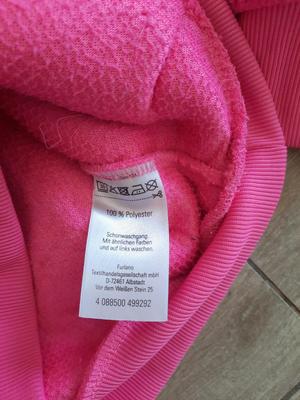 100 % Polyester
Schonwaschgang.
Mit ähnlichen Farben
und auf links waschen.
Furlano
Textilhandelsgesellschaft mbH
D-72461 Albstadt
Vor dem Weißen Stein 25
4 088500 499292